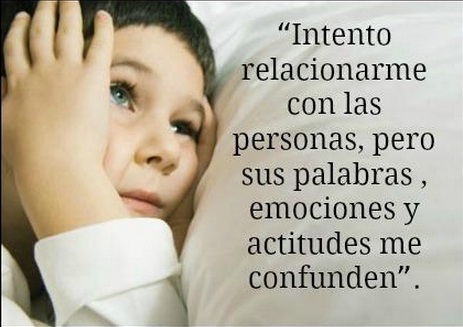 “Intento
relacionarme
con las
personas, pero
sus palabras ,
emociones y
actitudes me
confunden”.